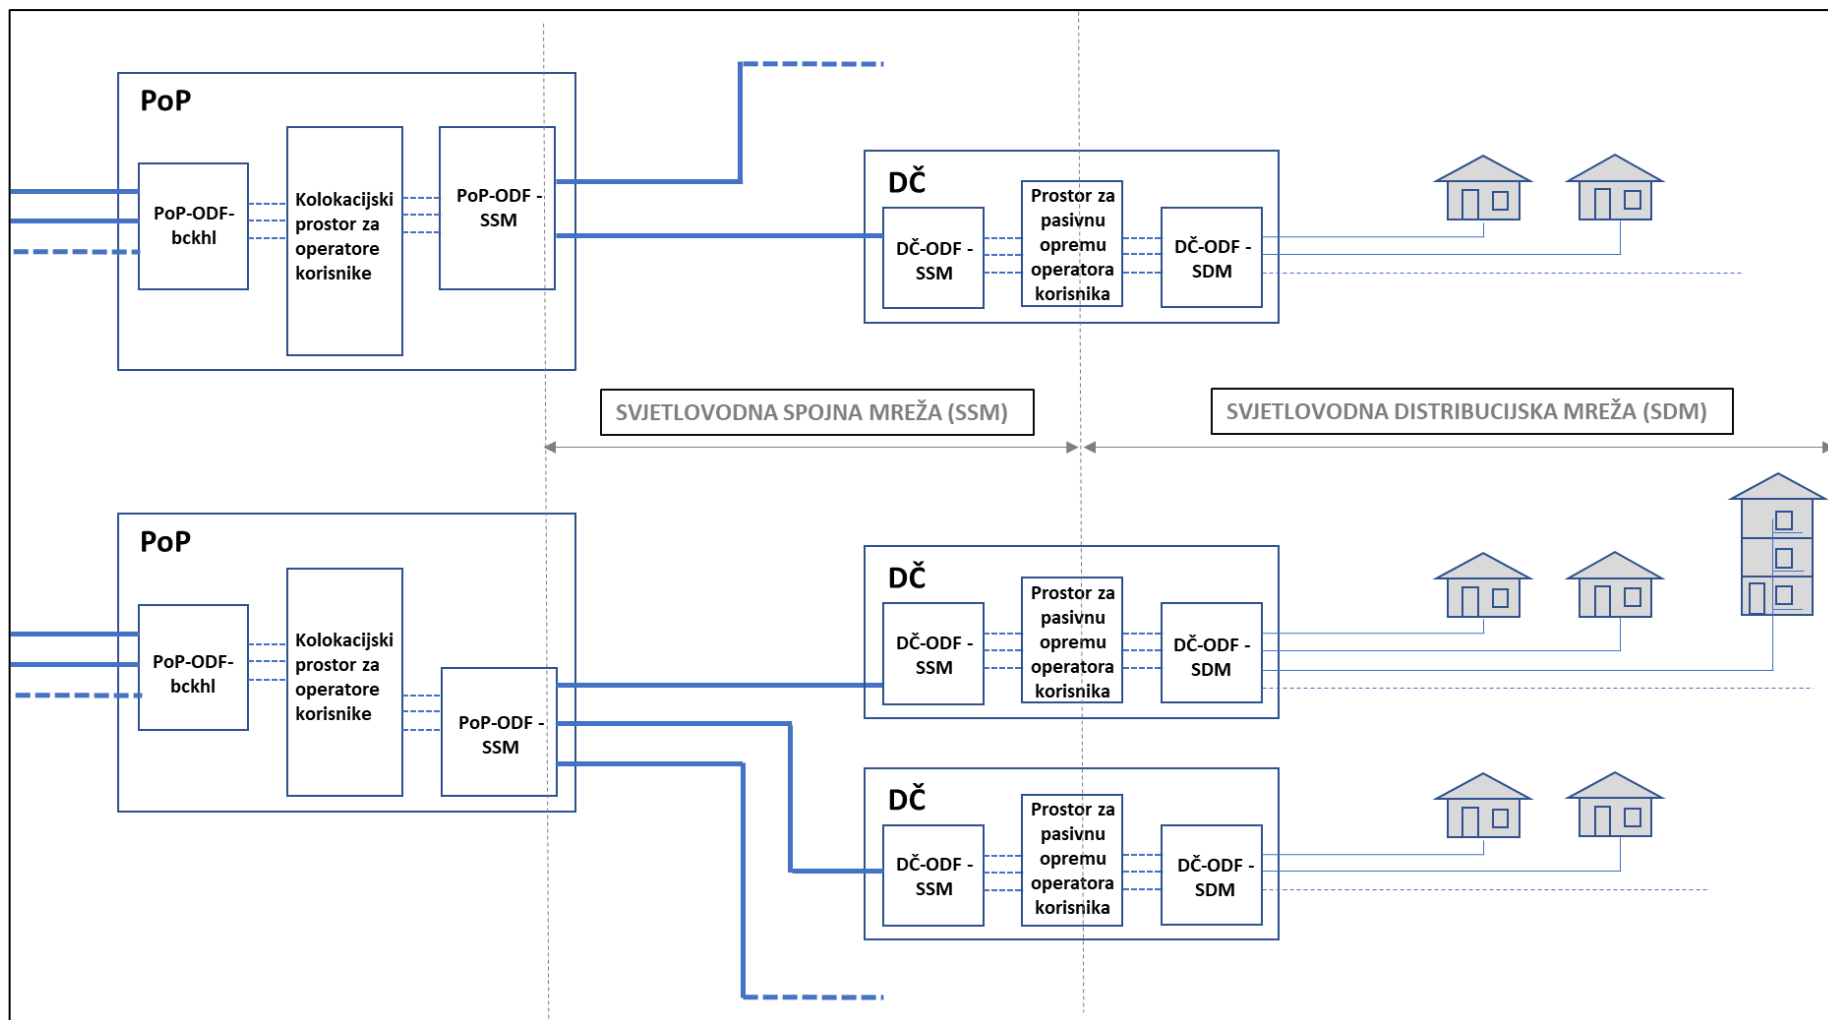 PoP
PoP-ODF-
bckhl
Kolokacijski
prostor za
operatore
korisnike
PoP-ODF -
SSM
DČ
DČ-ODF -
SSM
Prostor za
pasivnu
opremu
operatora
korisnika
DČ-ODF -
SDM
SVJETLOVODNA SPOJNA MREŽA (SSM)
SVJETLOVODNA DISTRIBUCIJSKA MREŽA (SDM)
PoP
PoP-ODF-
bckhl
Kolokacijski
prostor za
operatore
korisnike
PoP-ODF -
SSM
DČ
DČ-ODF -
SSM
Prostor za
pasivnu
opremu
operatora
korisnika
DČ-ODF -
SDM
DČ
DČ-ODF -
SSM
Prostor za
pasivnu
opremu
operatora
korisnika
DČ-ODF -
SDM